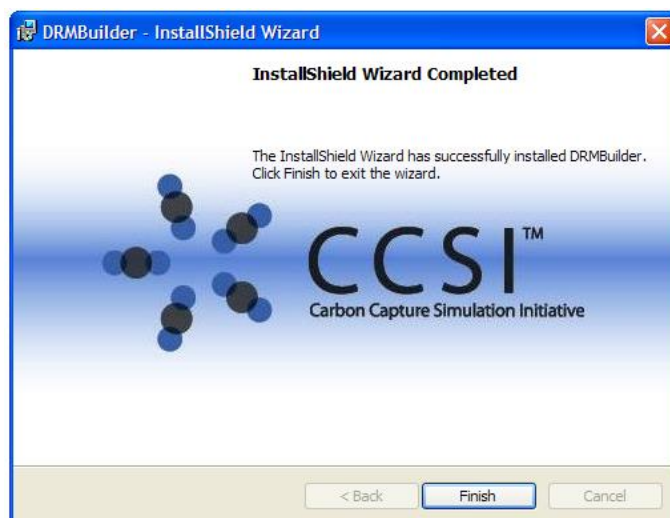 DRMBuilder - InstallShield Wizard
InstallShield Wizard Completed
The InstallShield Wizard has successfully installed DRMBuilder.
Click Finish to exit the wizard.
CCSI™
Carbon Capture Simulation Initiative
< Back
Finish
Cancel